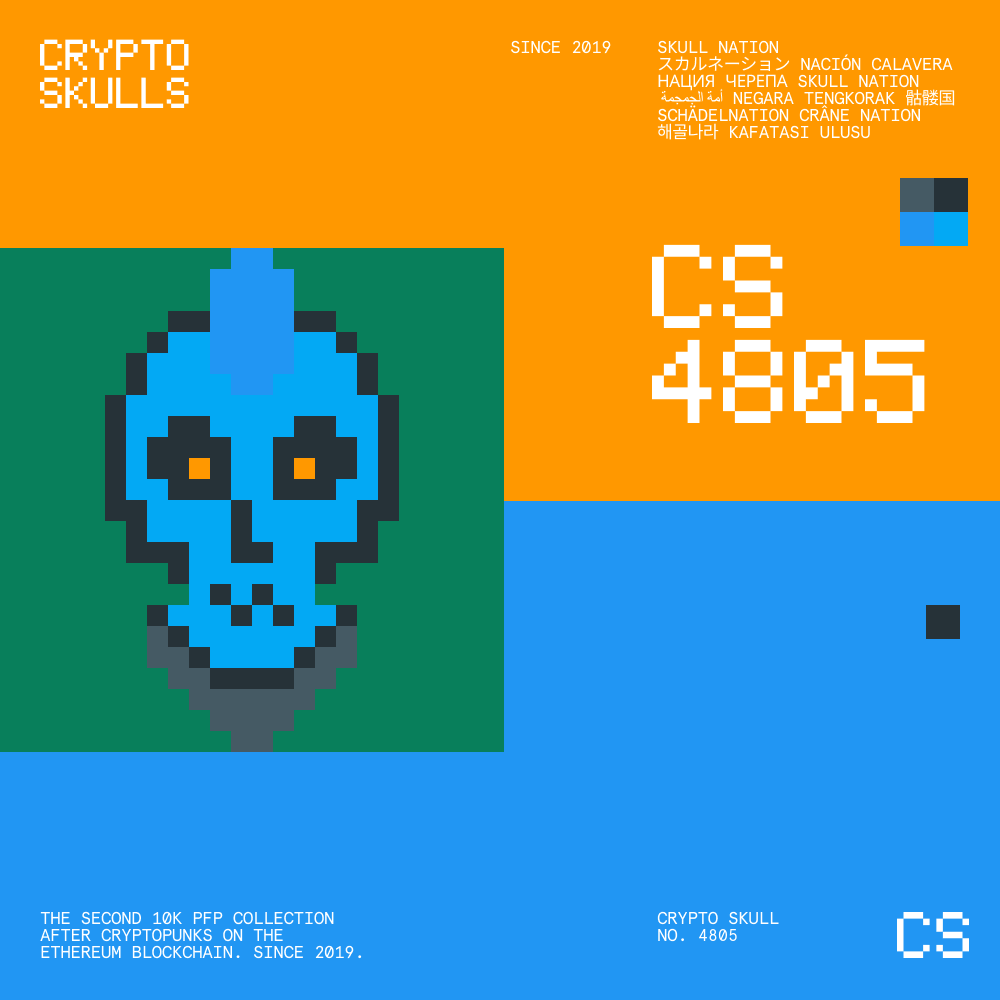 CRYPTO
SKULLS
SINCE 2019
SKULL NATION
スカルネーション NACIÓN CALAVERA
НАЦИЯ ЧЕРЕПА SKULL NATION
أمة الجمجمة NEGARA TENGKORAK 骷髅国
SCHÄDELNATION CRÂNE NATION
해골나라 KAFATASI ULUSU
CS
4805
THE SECOND 10K PFP COLLECTION
AFTER CRYPTOPUNKS ON THE
ETHEREUM BLOCKCHAIN. SINCE 2019.
CRYPTO SKULL
NO. 4805
CS